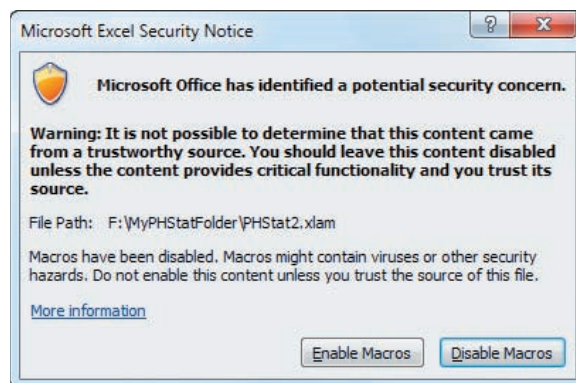 Microsoft Excel Security Notice
?
X
Microsoft Office has identified a potential security concern.
Warning: It is not possible to determine that this content came
from a trustworthy source. You should leave this content disabled
unless the content provides critical functionality and you trust its
source.
File Path: F:\MyPHStatFolder\PHStat2.xlam
Macros have been disabled. Macros might contain viruses or other security
hazards. Do not enable this content unless you trust the source of this file.
More information
Enable Macros Disable Macros